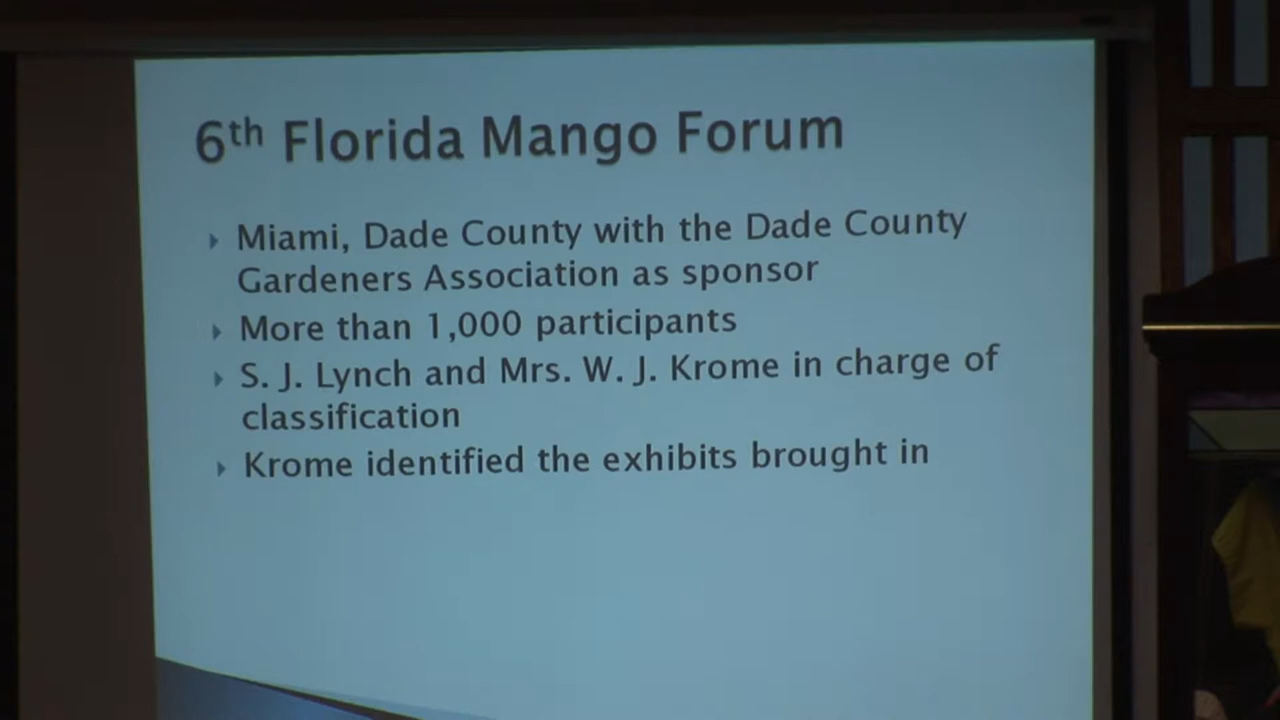 6th Florida Mango Forum
Miami, Dade County with the Dade County
Gardeners Association as sponsor
More than 1,000 participants
S. J. Lynch and Mrs. W. J. Krome in charge of
classification
Krome identified the exhibits brought in